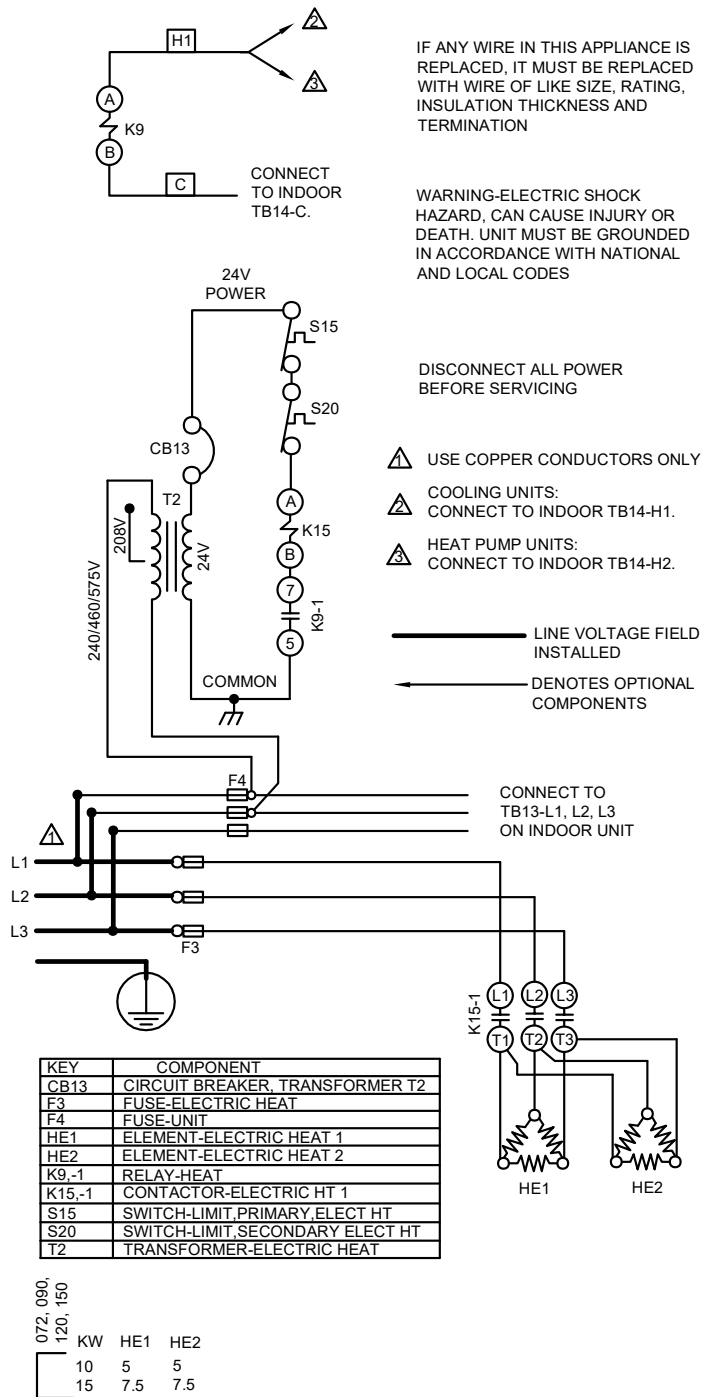 2
H1
3
A
K9
B
C
CONNECT
TO INDOOR
TB14-C.
IF ANY WIRE IN THIS APPLIANCE IS
REPLACED, IT MUST BE REPLACED
WITH WIRE OF LIKE SIZE, RATING,
INSULATION THICKNESS AND
TERMINATION
WARNING-ELECTRIC SHOCK
HAZARD, CAN CAUSE INJURY OR
DEATH. UNIT MUST BE GROUNDED
IN ACCORDANCE WITH NATIONAL
AND LOCAL CODES
DISCONNECT ALL POWER
BEFORE SERVICING
1 USE COPPER CONDUCTORS ONLY
2 COOLING UNITS:
CONNECT TO INDOOR TB14-H1.
3 HEAT PUMP UNITS:
CONNECT TO INDOOR TB14-H2.
LINE VOLTAGE FIELD
INSTALLED
DENOTES OPTIONAL
COMPONENTS
24V
POWER
S15
S20
CB13
T2
208V
24V
240/460/575V
A
K15
B
7
K9-1
5
COMMON
F4
CONNECT TO
TB13-L1, L2, L3
ON INDOOR UNIT
1
L1
L2
L3
F3
K15-1
L1 L2 L3
T1 T2 T3
HE1
HE2
KEY COMPONENT
CB13 CIRCUIT BREAKER, TRANSFORMER T2
F3 FUSE-ELECTRIC HEAT
F4 FUSE-UNIT
HE1 ELEMENT-ELECTRIC HEAT 1
HE2 ELEMENT-ELECTRIC HEAT 2
K9,-1 RELAY-HEAT
K15,-1 CONTACTOR-ELECTRIC HT 1
S15 SWITCH-LIMIT,PRIMARY,ELECT HT
S20 SWITCH-LIMIT,SECONDARY ELECT HT
T2 TRANSFORMER-ELECTRIC HEAT
072, 090,
120, 150
KW HE1 HE2
10 5 5
15 7.5 7.5